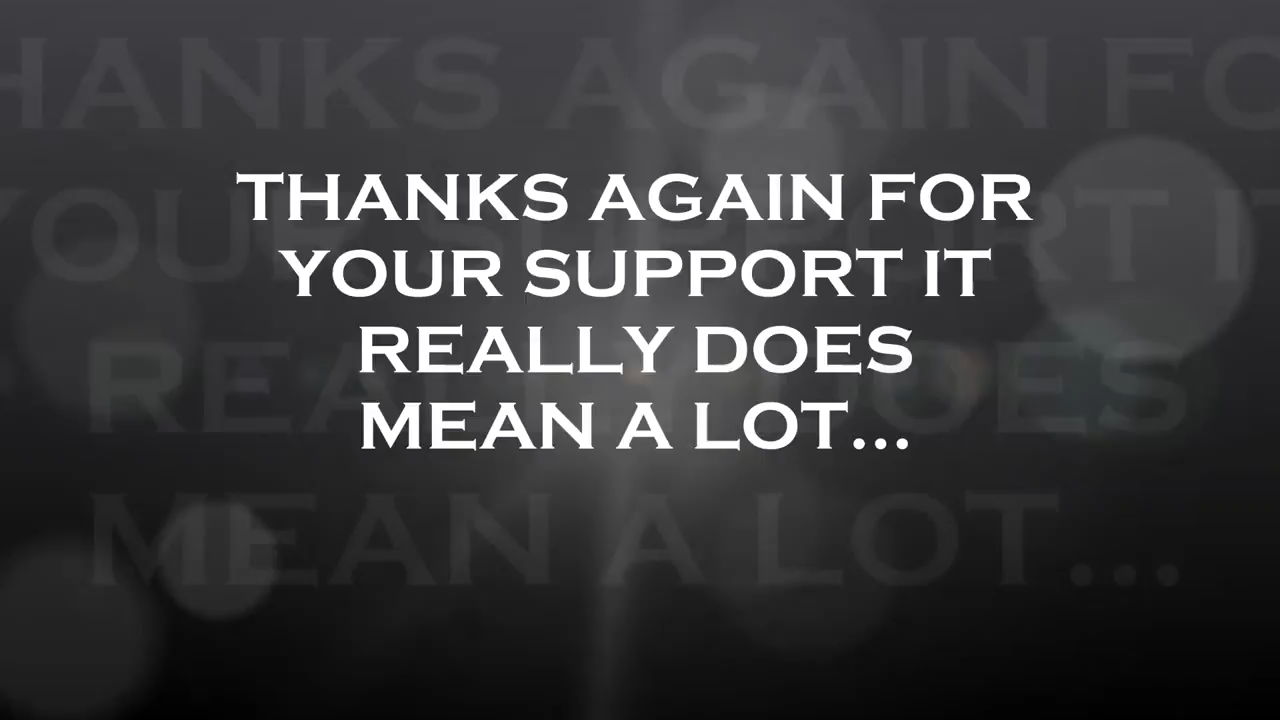 THANKS AGAIN FOR
YOUR SUPPORT IT
REALLY DOES
MEAN A LOT...